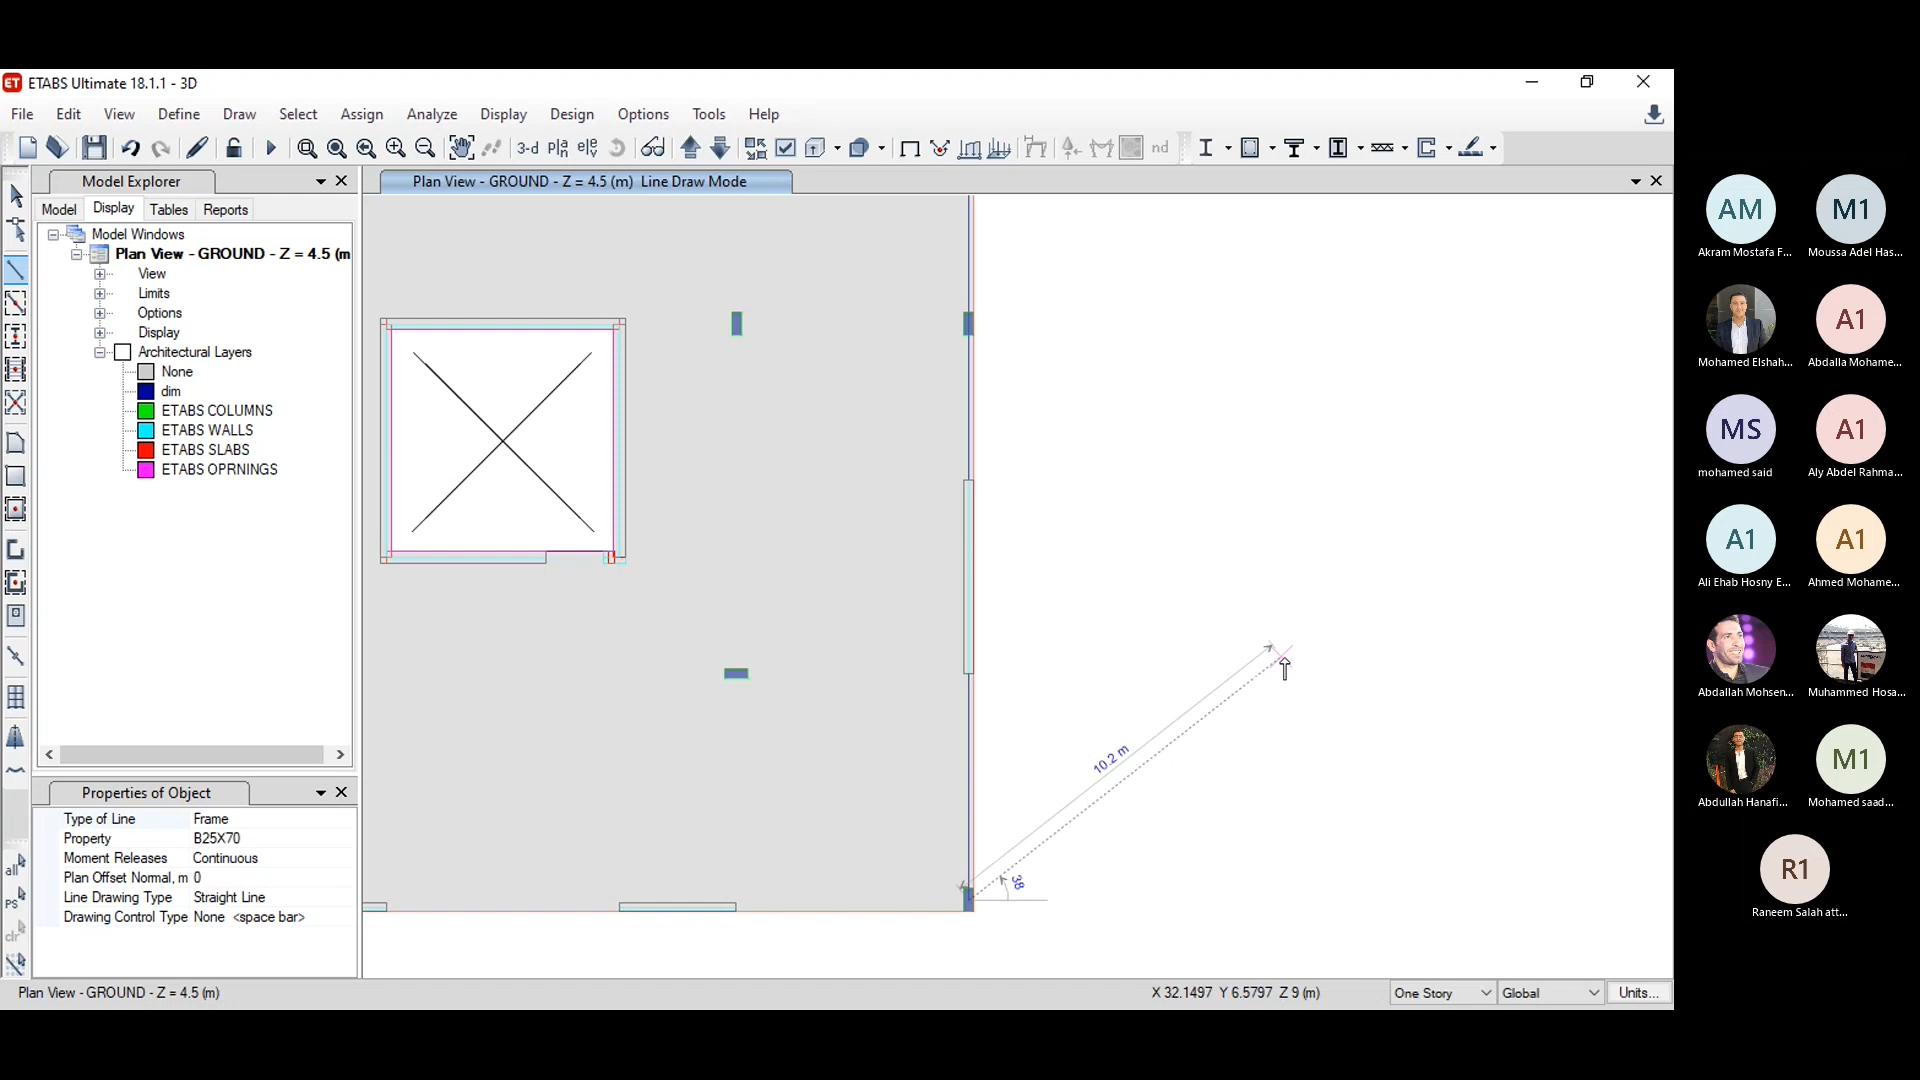 ET ETABS Ultimate 18.1.1 - 3D
File Edit View Define Draw Select Assign Analyze Display Design Options Tools Help
3-d nd
Model Explorer
Plan View - GROUND - Z = 4.5 (m) Line Draw Mode
Model Display Tables Reports
Model Windows
Plan View - GROUND - Z = 4.5 (m
View
Limits
Options
Display
Architectural Layers
None
dim
ETABS COLUMNS
ETABS WALLS
ETABS SLABS
ETABS OPRNINGS
10.2 m
38
Properties of Object
Type of Line Frame
Property B25X70
Moment Releases Continuous
Plan Offset Normal, m 0
Line Drawing Type Straight Line
Drawing Control Type None <space bar>
all
PS
clr
Plan View - GROUND - Z = 4.5 (m)
X 32.1497 Y 6.5797 Z 9 (m)
One Story
Global
Units...
AM M1
Akram Mostafa F... Moussa Adel Has...
A1
Mohamed Elshah... Abdalla Mohame...
MS A1
mohamed said Aly Abdel Rahma...
A1 A1
Ali Ehab Hosny E... Ahmed Mohame...
Abdallah Mohsen... Muhammed Hosa...
M1
Abdullah Hanafi... Mohamed saad...
R1
Raneem Salah att...